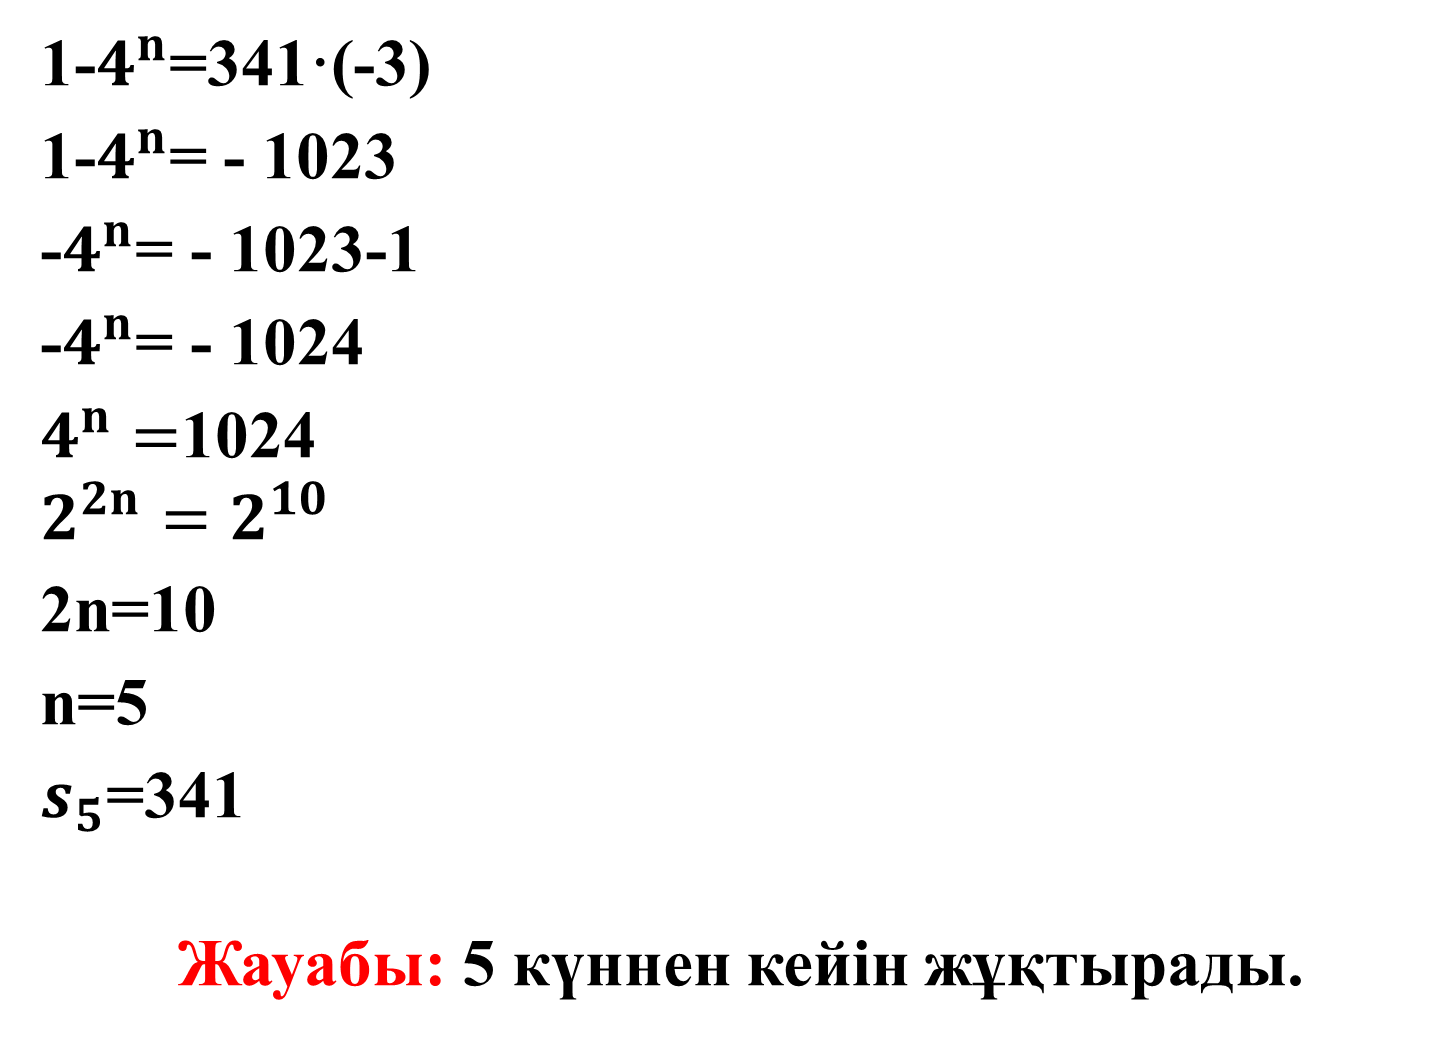 1-4ⁿ=341·(-3)
1-4ⁿ= - 1023
-4ⁿ= - 1023-1
-4ⁿ= - 1024
4ⁿ =1024
2²ⁿ = 2¹⁰
2n=10
n=5
s₅=341
Жауабы: 5 күннен кейін жұқтырады.